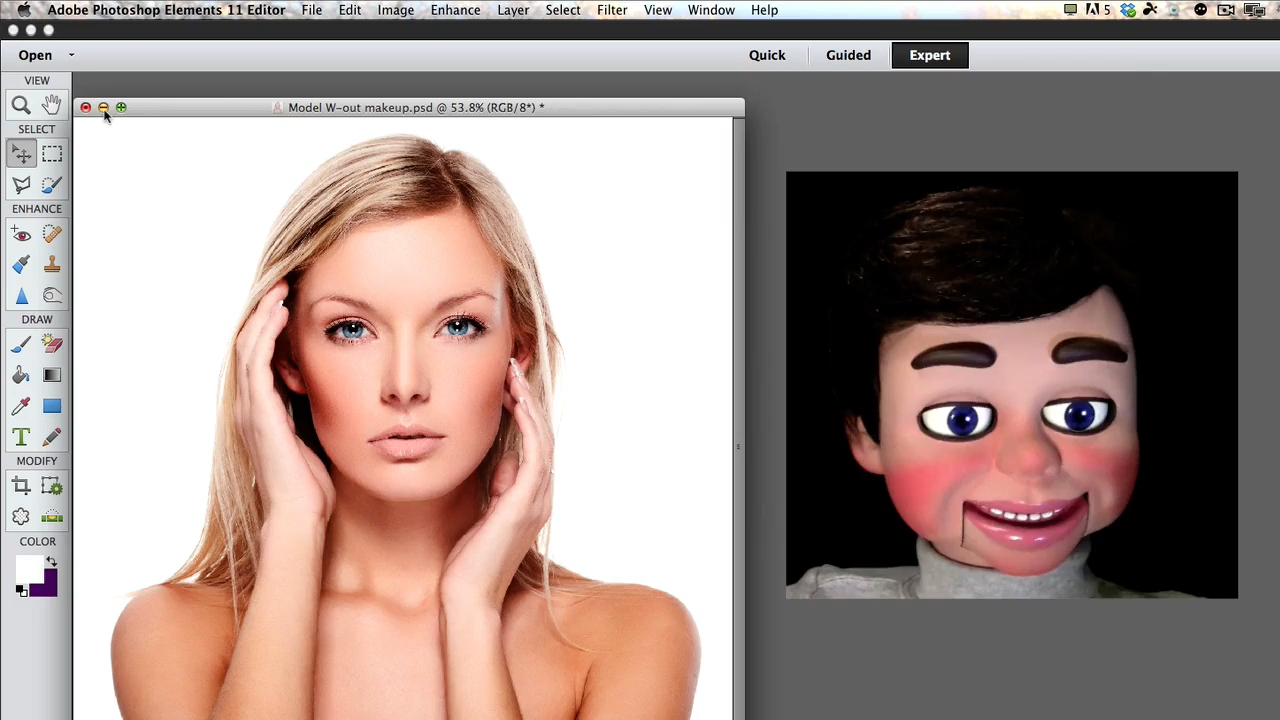 Adobe Photoshop Elements 11 Editor File Edit Image Enhance Layer Select Filter View Window Help 5
Open Quick Guided Expert
VIEW
Model W-out makeup.psd @ 53.8% (RGB/8*) *
SELECT
ENHANCE
DRAW
T
MODIFY
COLOR